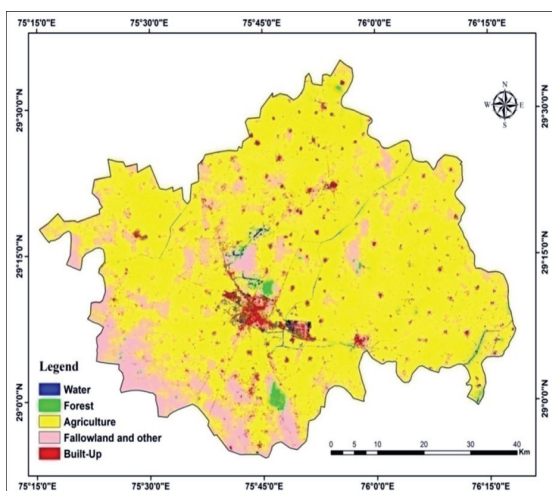 75°15'0"E 75°30'0"E 75°45'0"E 76°0'0"E 76°15'0"E
N
W E
S
29°30'0"N 29°30'0"N
29°15'0"N 29°15'0"N
29°0'0"N 29°0'0"N
Legend
Water
Forest
Agriculture
Fallowland and other
Built-Up
0 5 10 20 30 40
Km
75°15'0"E 75°30'0"E 75°45'0"E 76°0'0"E 76°15'0"E